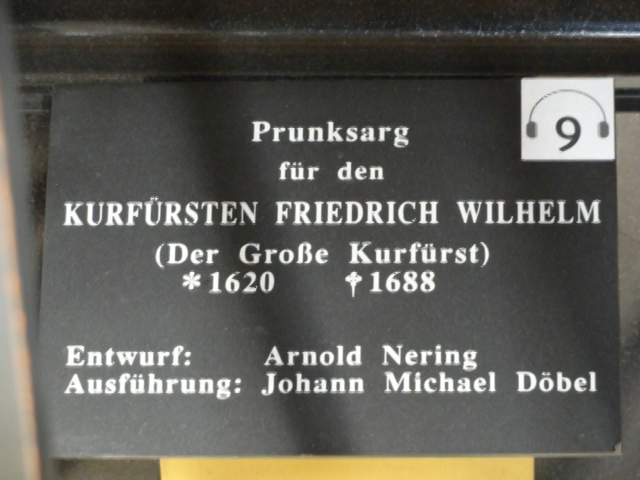 9
Prunksarg
für den
KURFÜRSTEN FRIEDRICH WILHELM
(Der Große Kurfürst)
*1620 †1688
Entwurf: Arnold Nering
Ausführung: Johann Michael Döbel